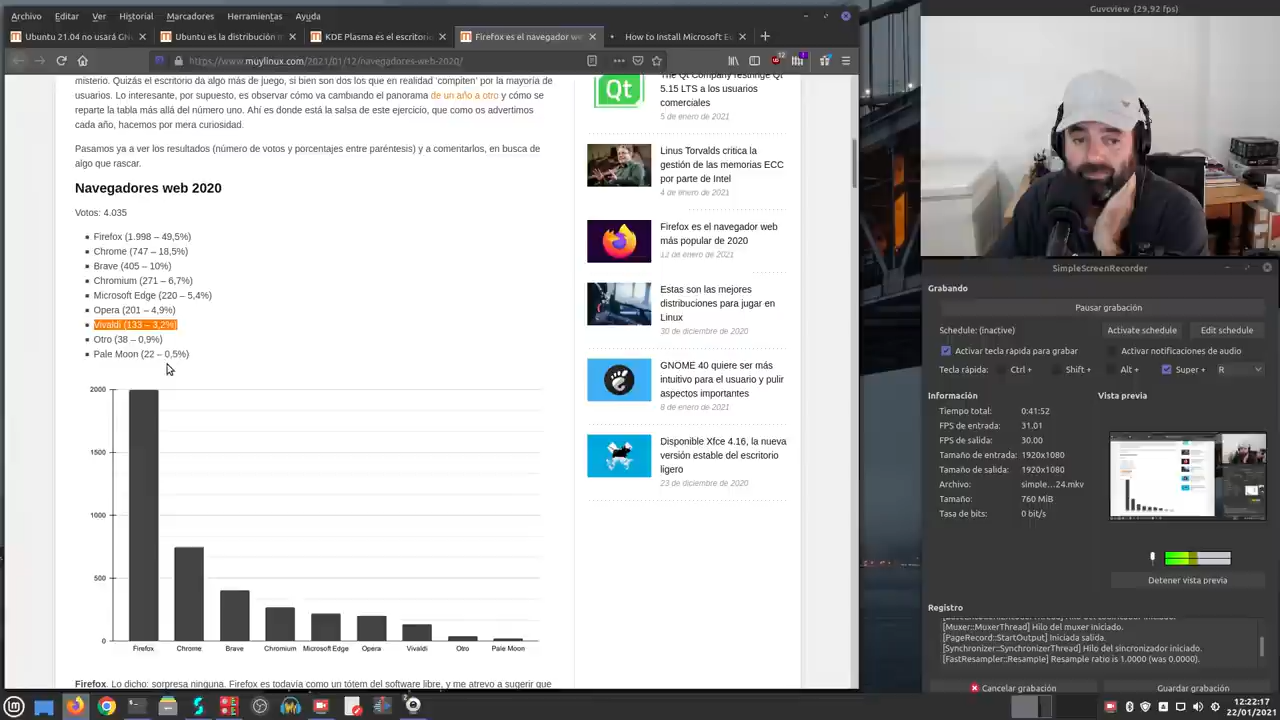 Archivo Editar Ver Historial Marcadores Herramientas Ayuda
Ubuntu 21.04 no usará GN
Ubuntu es la distribución m
KDE Plasma es el escritorio
Firefox es el navegador we
How to Install Microsoft Ec
https://www.muylinux.com/2021/01/12/navegadores-web-2020/
misterio. Quizás el escritorio da algo más de juego, si bien son dos los que en realidad 'compiten' por la mayoría de
usuarios. Lo interesante, por supuesto, es observar cómo va cambiando el panorama de un año a otro y cómo se
reparte la tabla más allá del número uno. Ahí es donde está la salsa de este ejercicio, que como os advertimos
cada año, hacemos por mera curiosidad.
Pasamos ya a ver los resultados (número de votos y porcentajes entre paréntesis) y a comentarlos, en busca de
algo que rascar.
Navegadores web 2020
Votos: 4.035
Firefox (1.998 – 49,5%)
Chrome (747 – 18,5%)
Brave (405 – 10%)
Chromium (271 – 6,7%)
Microsoft Edge (220 – 5,4%)
Opera (201 – 4,9%)
Vivaldi (133 – 3,2%)
Otro (38 – 0,9%)
Pale Moon (22 – 0,5%)
2000
1500
1000
500
0
Firefox Chrome Brave Chromium Microsoft Edge Opera Vivaldi Otro Pale Moon
Firefox. Lo dicho: sorpresa ninguna. Firefox es todavía como un tótem del software libre, y me atrevo a sugerir que
Qt
The Qt Company restringe Qt
5.15 LTS a los usuarios
comerciales
5 de enero de 2021
Linus Torvalds critica la
gestión de las memorias ECC
por parte de Intel
4 de enero de 2021
Firefox es el navegador web
más popular de 2020
12 de enero de 2021
Estas son las mejores
distribuciones para jugar en
Linux
30 de diciembre de 2020
GNOME 40 quiere ser más
intuitivo para el usuario y pulir
aspectos importantes
8 de enero de 2021
Disponible Xfce 4.16, la nueva
versión estable del escritorio
ligero
23 de diciembre de 2020
Guvcview (29,92 fps)
SimpleScreenRecorder
Grabando
Pausar grabación
Schedule: (inactive) Activate schedule Edit schedule
Activar tecla rápida para grabar Activar notificaciones de audio
Tecla rápida: Ctrl + Shift + Alt + Super + R
Información
Tiempo total: 0:41:52
FPS de entrada: 31.01
FPS de salida: 30.00
Tamaño de entrada: 1920x1080
Tamaño de salida: 1920x1080
Archivo: simple...24.mkv
Tamaño: 760 MiB
Tasa de bits: 0 bit/s
Vista previa
Detener vista previa
Registro
[Muxer::MuxerThread] Hilo del muxer iniciado.
[PageRecord::StartOutput] Iniciada salida.
[Synchronizer::SynchronizerThread] Hilo del sincronizador iniciado.
[FastResampler::Resample] Resample ratio is 1.0000 (was 0.0000).
Cancelar grabación Guardar grabación
12:22:17
22/01/2021